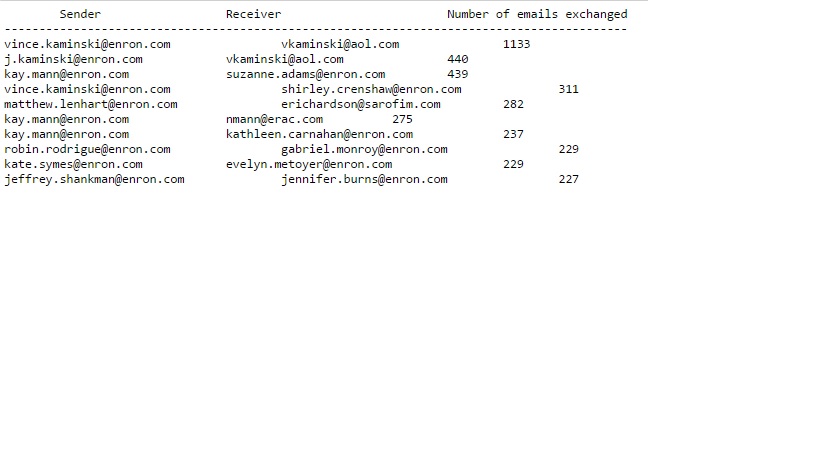 Sender Receiver Number of emails exchanged
------------------------------------------------------------------------------------------
vince.kaminski@enron.com vkaminski@aol.com 1133
j.kaminski@enron.com vkaminski@aol.com 440
kay.mann@enron.com suzanne.adams@enron.com 439
vince.kaminski@enron.com shirley.crenshaw@enron.com 311
matthew.lenhart@enron.com erichardson@sarofim.com 282
kay.mann@enron.com nmann@erac.com 275
kay.mann@enron.com kathleen.carnahan@enron.com 237
robin.rodrigue@enron.com gabriel.monroy@enron.com 229
kate.symes@enron.com evelyn.metoyer@enron.com 229
jeffrey.shankman@enron.com jennifer.burns@enron.com 227